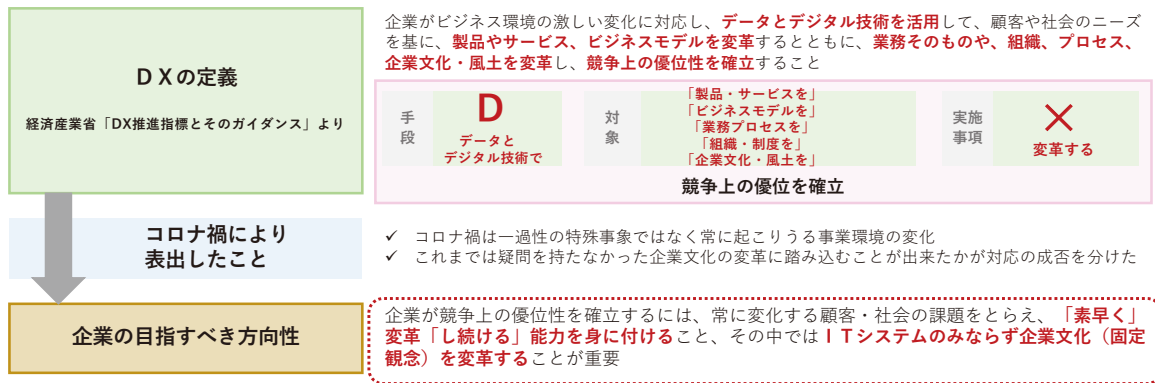 DXの定義
経済産業省「DX推進指標とそのガイダンス」より
企業がビジネス環境の激しい変化に対応し、データとデジタル技術を活用して、顧客や社会のニーズ
を基に、製品やサービス、ビジネスモデルを変革するとともに、業務そのものや、組織、プロセス、
企業文化・風土を変革し、競争上の優位性を確立すること
手
段
D
データと
デジタル技術で
対
象
「製品・サービスを」
「ビジネスモデルを」
「業務プロセスを」
「組織・制度を」
「企業文化・風土を」
実施
事項
X
変革する
競争上の優位を確立
コロナ禍により
表出したこと
✓ コロナ禍は一過性の特殊事象ではなく常に起こりうる事業環境の変化
✓ これまでは疑問を持たなかった企業文化の変革に踏み込むことが出来たかが対応の成否を分けた
企業の目指すべき方向性
企業が競争上の優位性を確立するには、常に変化する顧客・社会の課題をとらえ、「素早く」
変革「し続ける」能力を身に付けること、その中ではITシステムのみならず企業文化(固定
観念)を変革することが重要